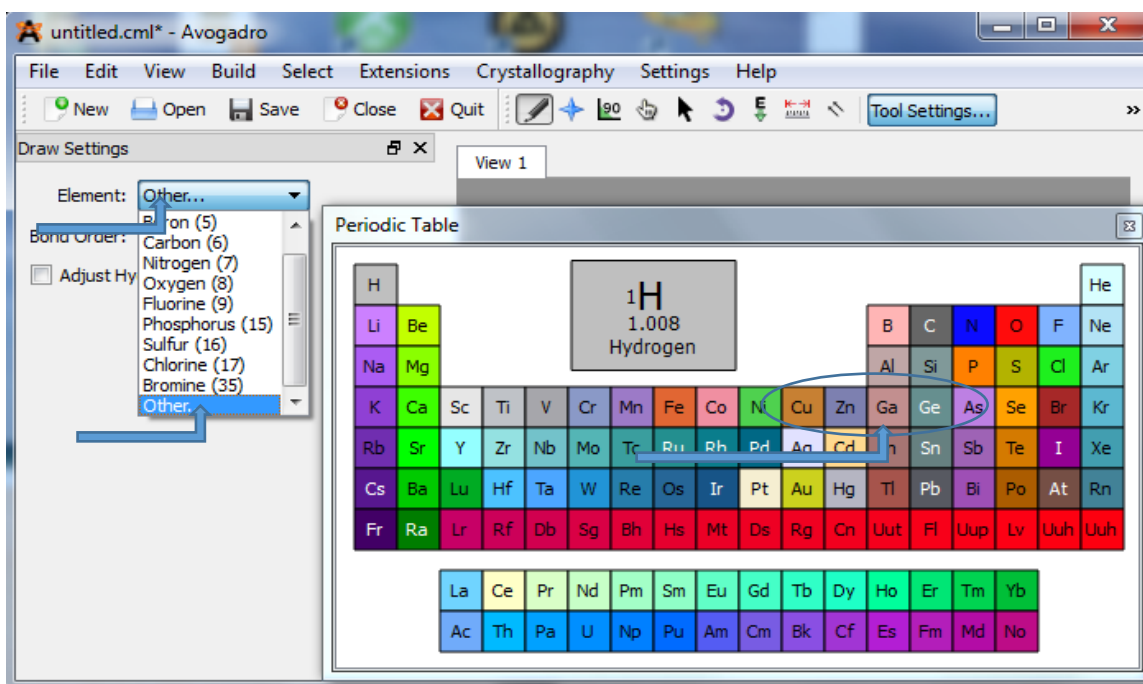 untitled.cml* - Avogadro
File Edit View Build Select Extensions Crystallography Settings Help
New Open Save Close Quit 90 E Tool Settings... »
Draw Settings
View 1
Element: Other...
Boron (5)
Bond Order:
Carbon (6)
Nitrogen (7)
Adjust Hy
Oxygen (8)
Fluorine (9)
Phosphorus (15)
Sulfur (16)
Chlorine (17)
Bromine (35)
Other.
Periodic Table
1H
1.008
Hydrogen
H He
Li Be B C N O F Ne
Na Mg Al Si P S Cl Ar
K Ca Sc Ti V Cr Mn Fe Co Ni Cu Zn Ga Ge As Se Br Kr
Rb Sr Y Zr Nb Mo Tc Ru Rh Pd Ag Cd Sn Sb Te I Xe
Cs Ba Lu Hf Ta W Re Os Ir Pt Au Hg Tl Pb Bi Po At Rn
Fr Ra Lr Rf Db Sg Bh Hs Mt Ds Rg Cn Uut Fl Uup Lv Uuh Uuh
La Ce Pr Nd Pm Sm Eu Gd Tb Dy Ho Er Tm Yb
Ac Th Pa U Np Pu Am Cm Bk Cf Es Fm Md No